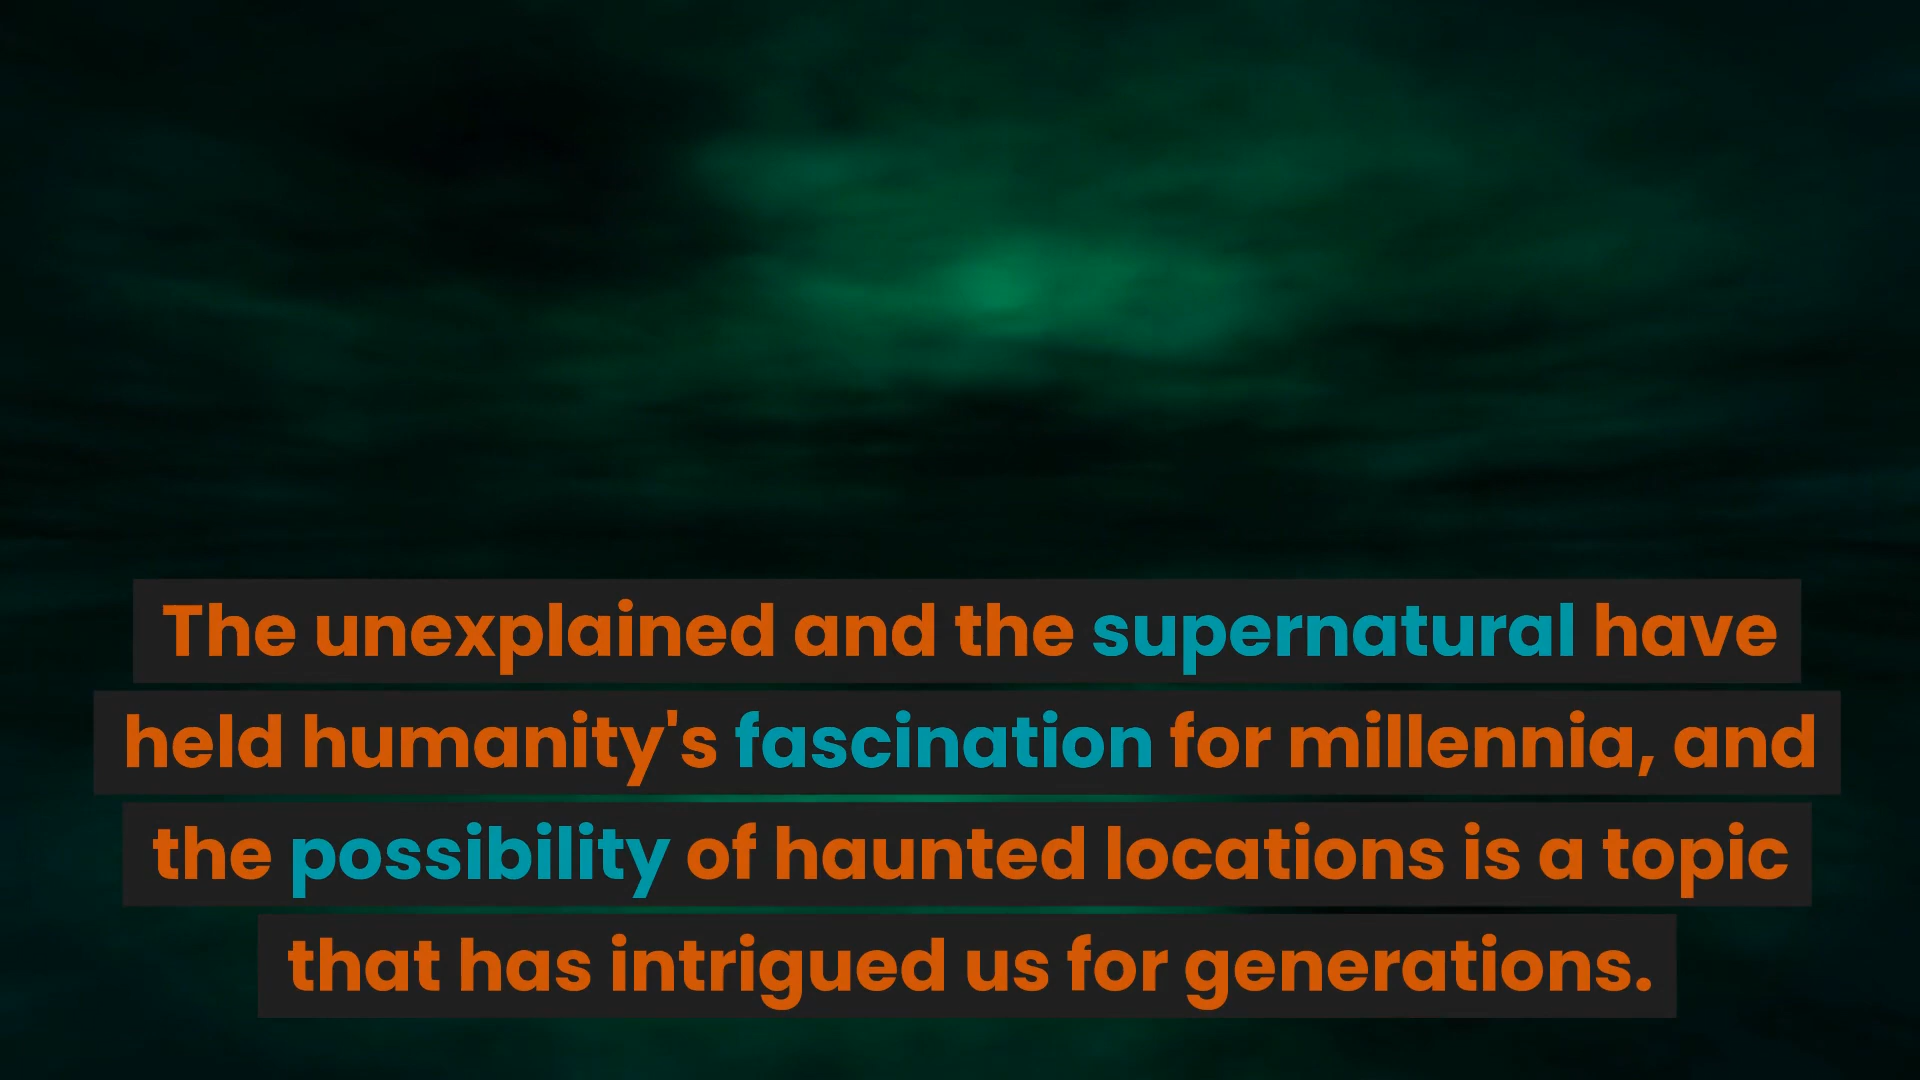 The unexplained and the supernatural have
held humanity's fascination for millennia, and
the possibility of haunted locations is a topic
that has intrigued us for generations.